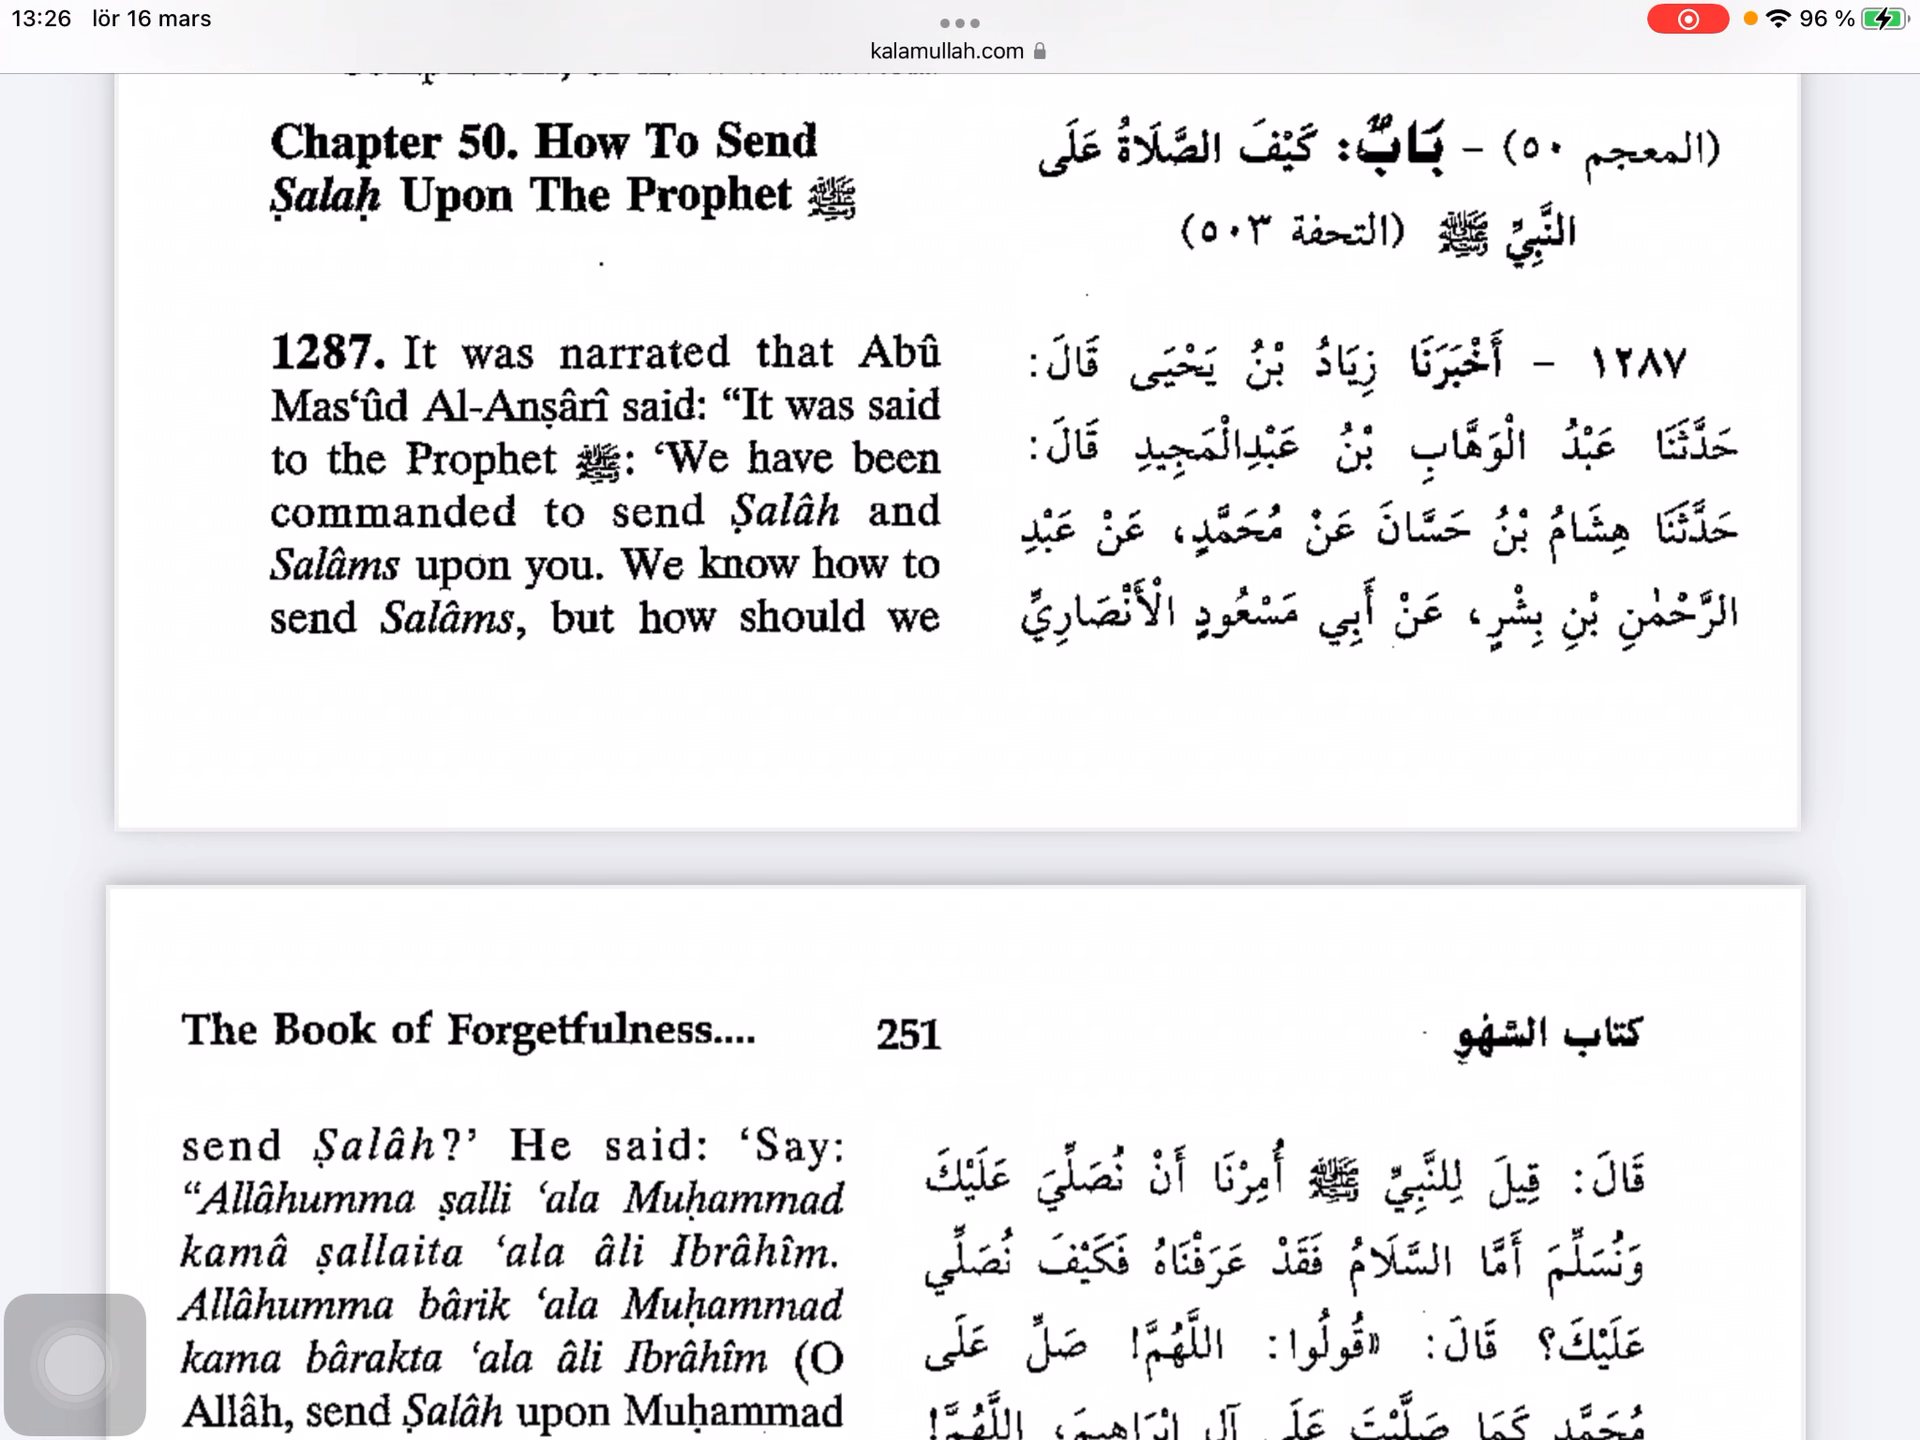 13:26 lör 16 mars
96 %
kalamullah.com
Chapter 50. How To Send
Ṣalaḥ Upon The Prophet ﷺ
(المعجم ٥٠) - بَابٌ: كَيْفَ الصَّلَاةُ عَلَى
النَّبِيِّ ﷺ (التحفة ٥٠٣)
1287. It was narrated that Abû
Mas‘ûd Al-Anṣârî said: “It was said
to the Prophet ﷺ: ‘We have been
commanded to send Ṣalâh and
Salâms upon you. We know how to
send Salâms, but how should we
١٢٨٧ - أَخْبَرَنَا زِيَادُ بْنُ يَحْيَى قَالَ:
حَدَّثَنَا عَبْدُ الْوَهَّابِ بْنُ عَبْدِالْمَجِيدِ قَالَ:
حَدَّثَنَا هِشَامُ بْنُ حَسَّانَ عَنْ مُحَمَّدٍ، عَنْ عَبْدِ
الرَّحْمٰنِ بْنِ بِشْرٍ، عَنْ أَبِي مَسْعُودٍ الْأَنْصَارِيِّ
The Book of Forgetfulness....
251
كتاب السَّهْوِ
send Ṣalâh?’ He said: ‘Say:
“Allâhumma ṣalli ‘ala Muḥammad
kamâ ṣallaita ‘ala âli Ibrâhîm.
Allâhumma bârik ‘ala Muḥammad
kama bârakta ‘ala âli Ibrâhîm (O
Allâh, send Ṣalâh upon Muḥammad
قَالَ: قِيلَ لِلنَّبِيِّ ﷺ أُمِرْنَا أَنْ نُصَلِّيَ عَلَيْكَ
وَنُسَلِّمَ أَمَّا السَّلَامُ فَقَدْ عَرَفْنَاهُ فَكَيْفَ نُصَلِّي
عَلَيْكَ؟ قَالَ: «قُولُوا: اللَّهُمَّ! صَلِّ عَلَى
مُحَمَّدٍ كَمَا صَلَّيْتَ عَلَى آلِ إِبْرَاهِيمَ، اللَّهُمَّ!